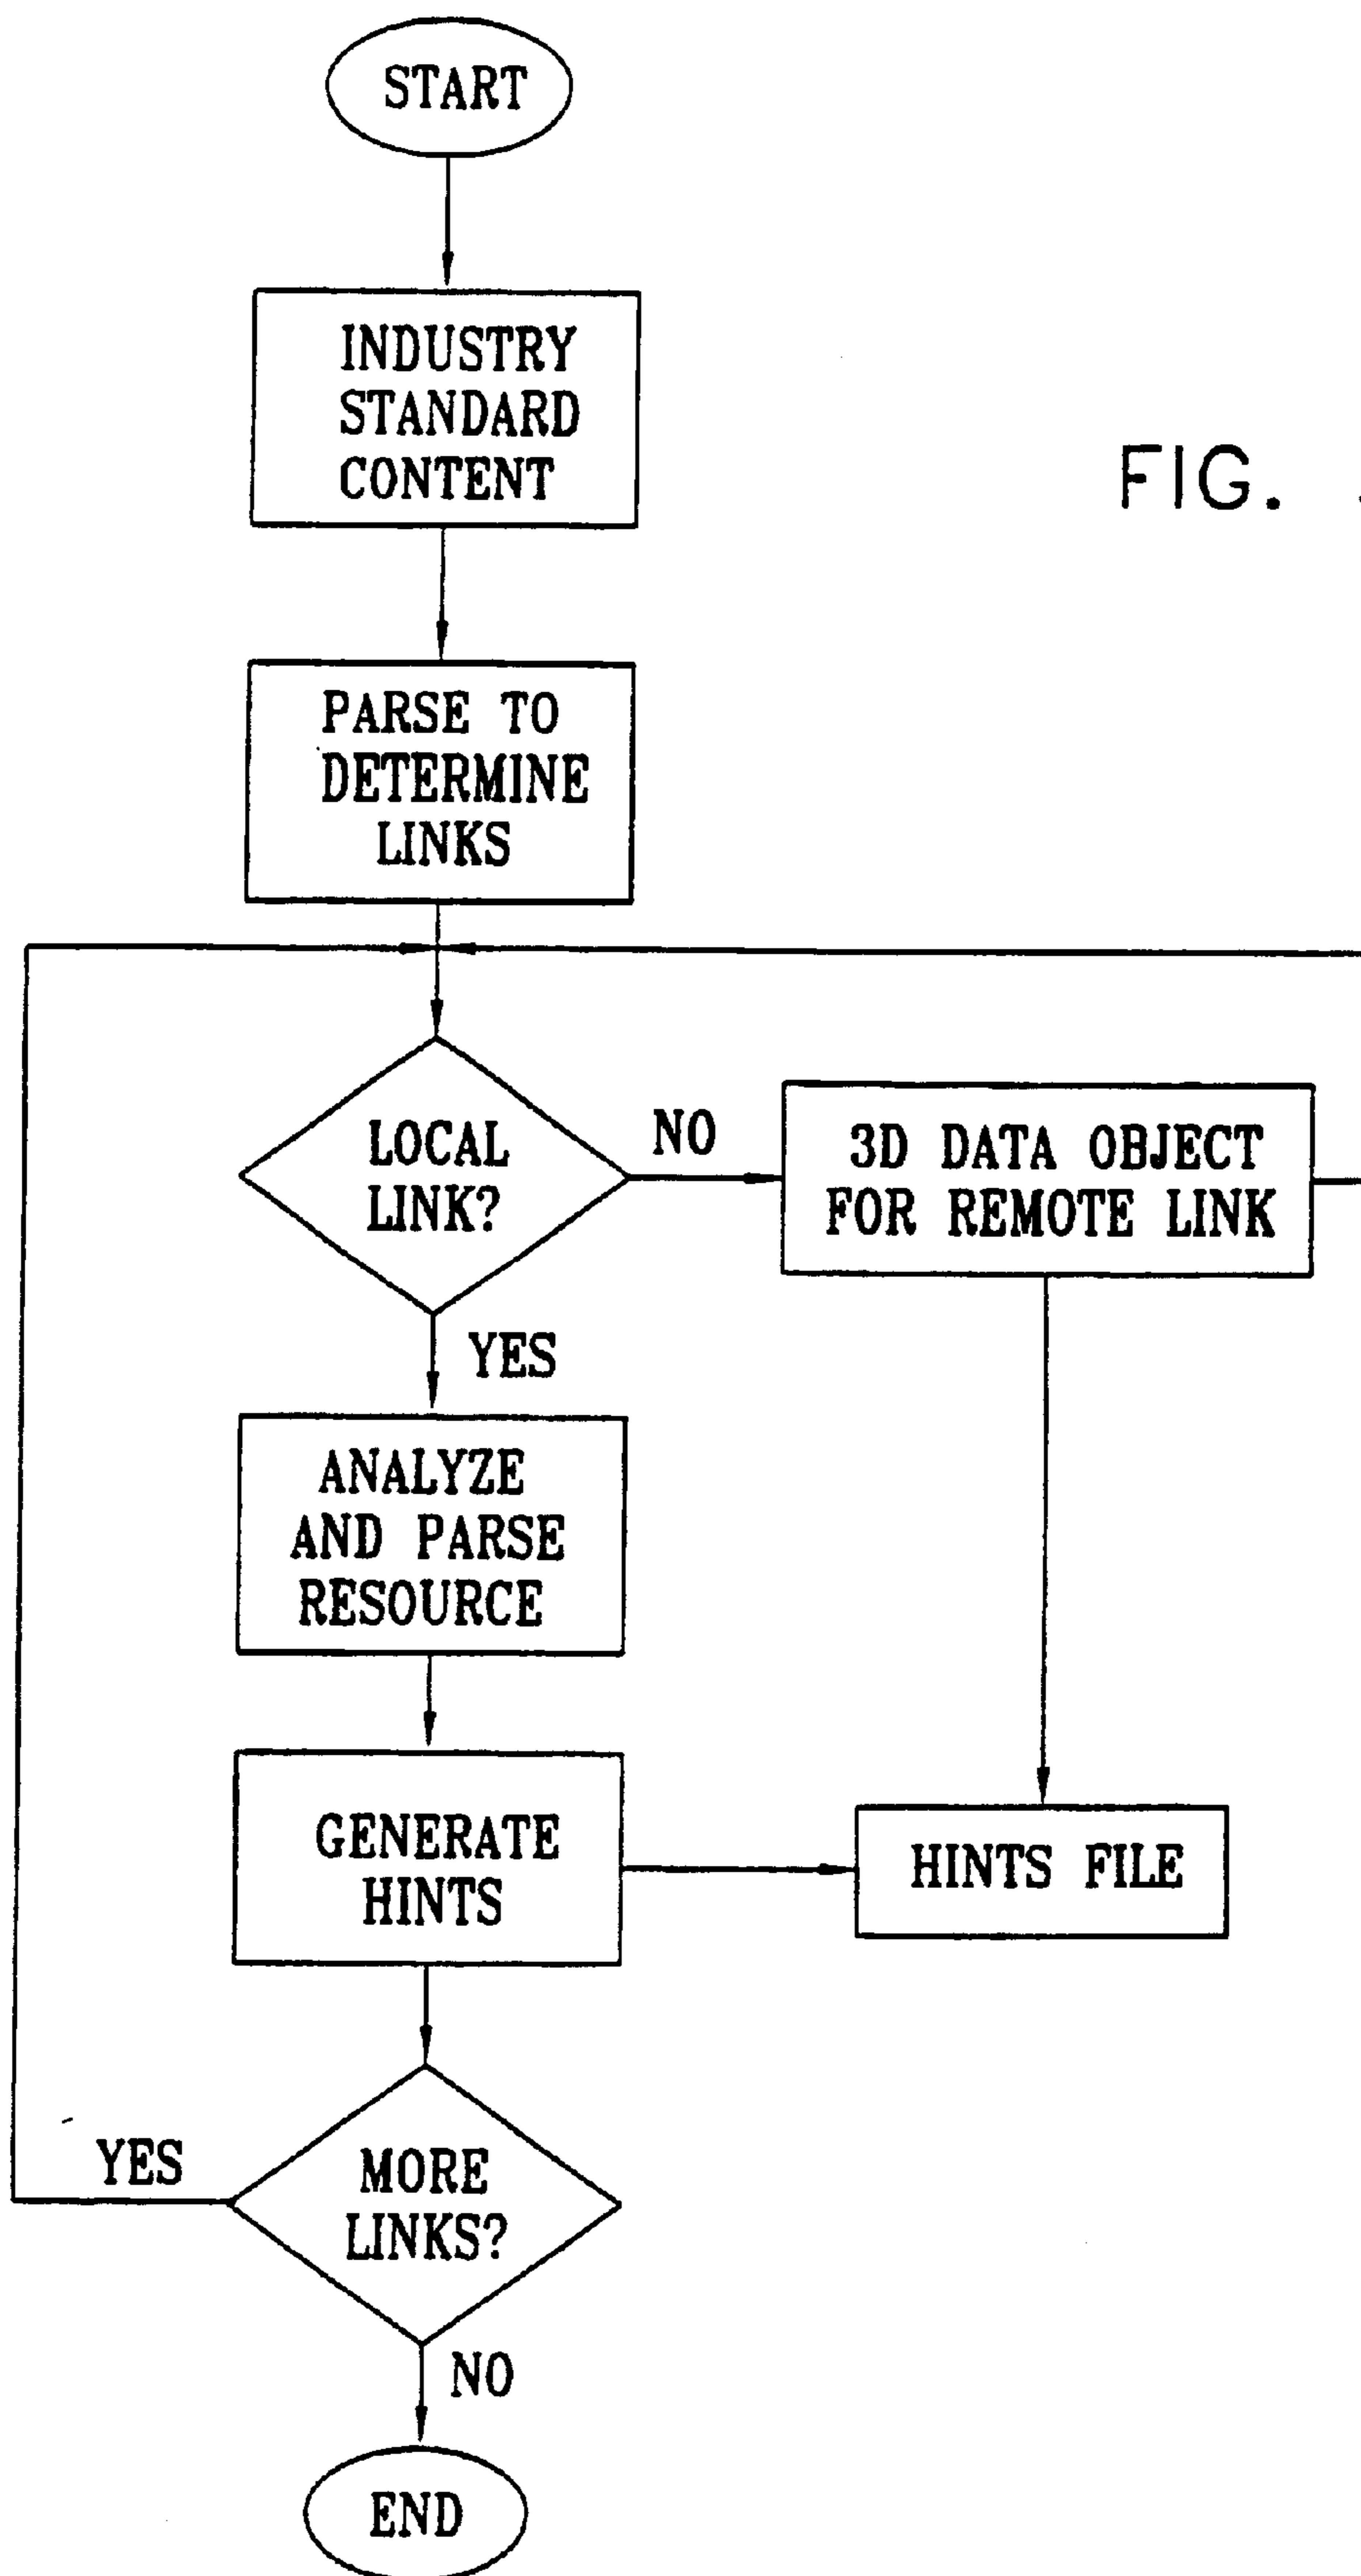 START
INDUSTRY
STANDARD
CONTENT
FIG.
PARSE TO
DETERMINE
LINKS
LOCAL
LINK?
NO
3D DATA OBJECT
FOR REMOTE LINK
YES
ANALYZE
AND PARSE
RESOURCE
GENERATE
HINTS
HINTS FILE
YES
MORE
LINKS?
NO
END